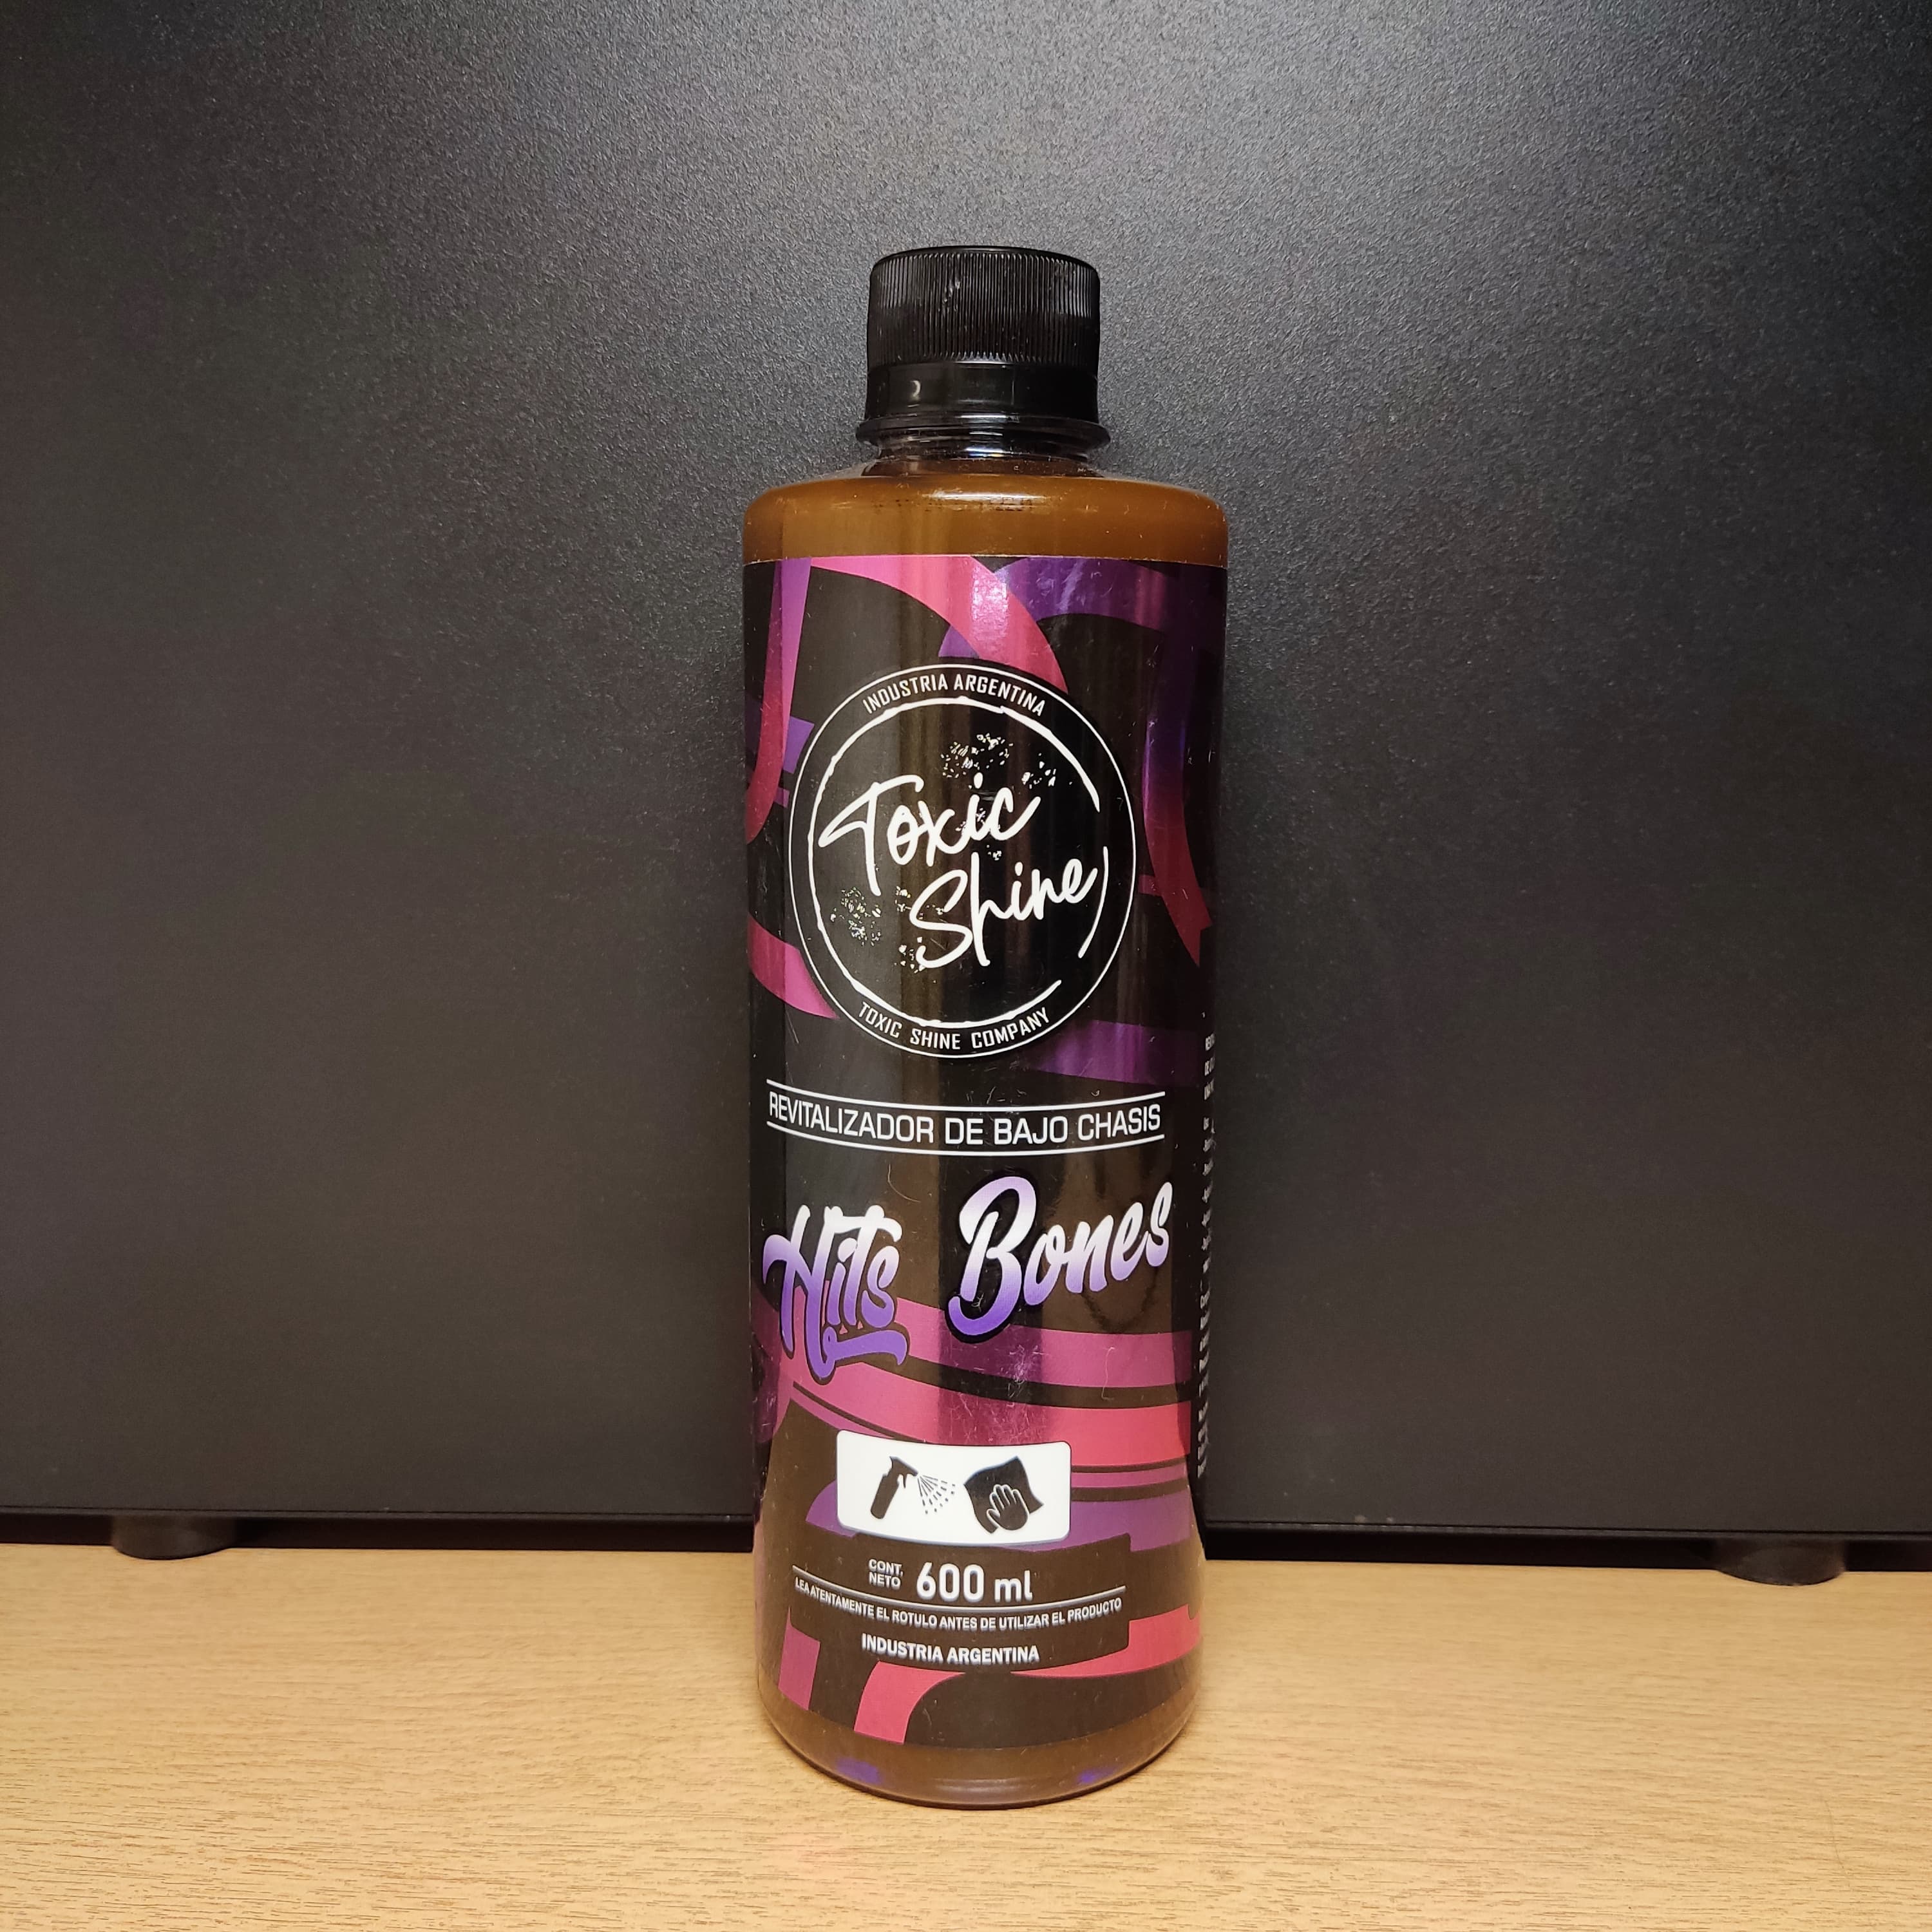 INDUSTRIA ARGENTINA
Toxic
Shine
TOXIC SHINE COMPANY
REVITALIZADOR DE BAJO CHASIS
Hits Bones
CONT.
NETO 600 ml
LEA ATENTAMENTE EL ROTULO ANTES DE UTILIZAR EL PRODUCTO
INDUSTRIA ARGENTINA